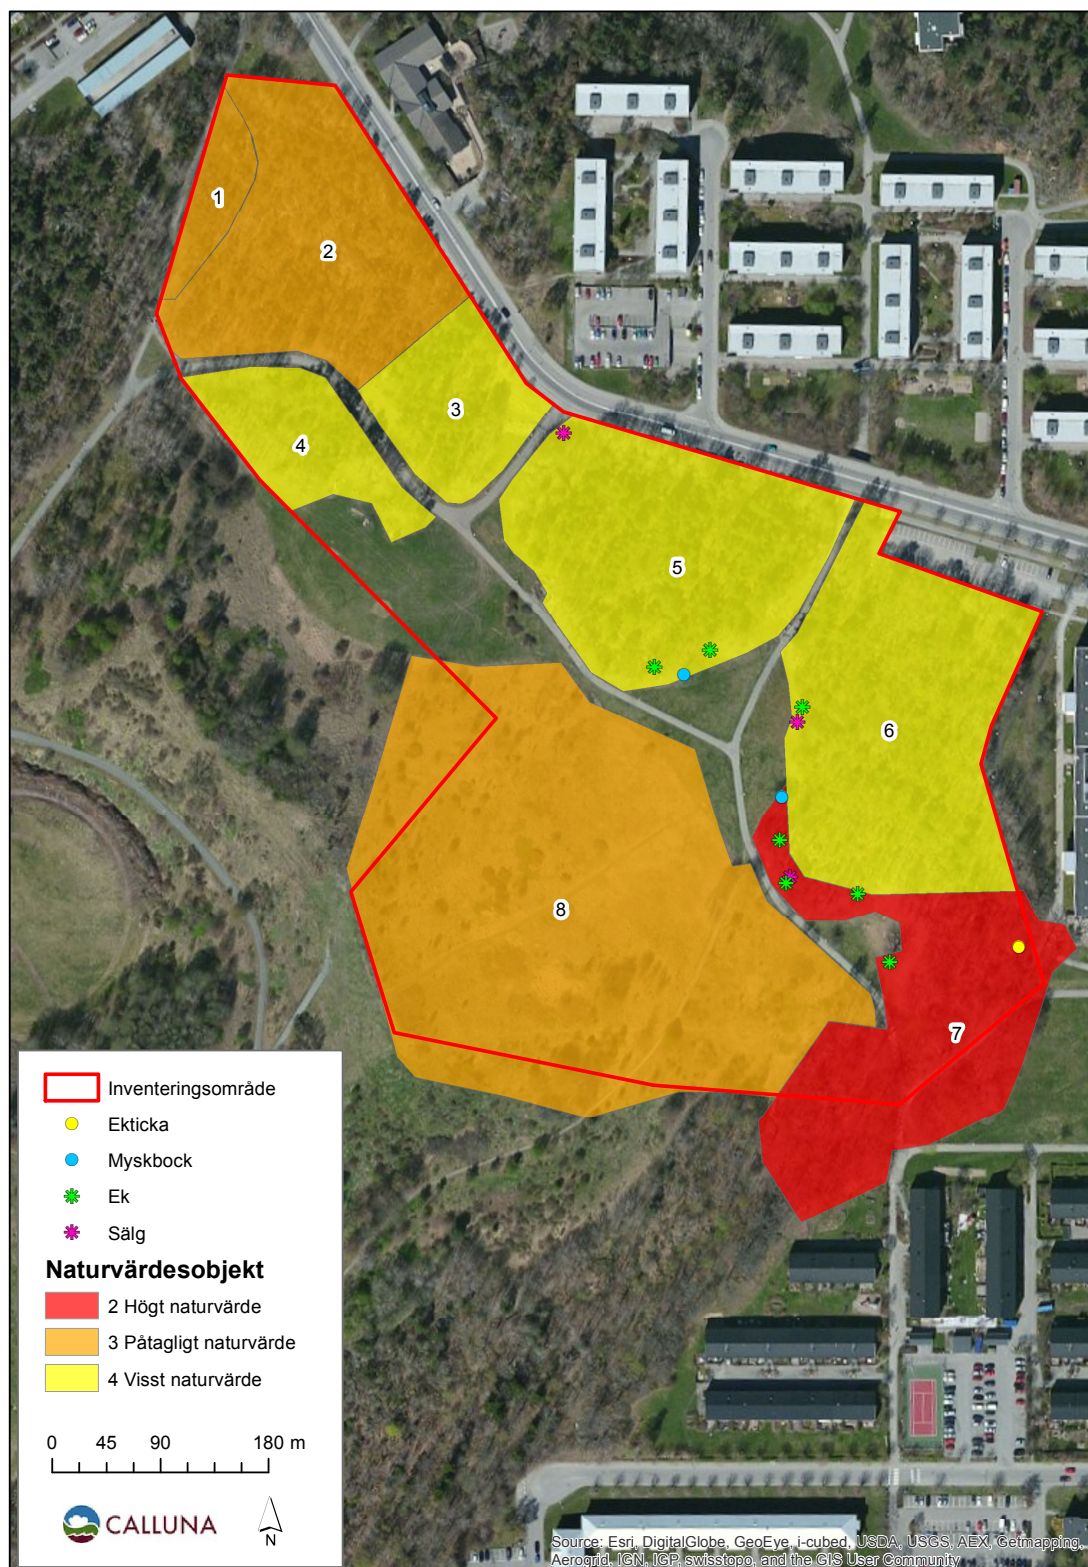 1
2
3
4
5
6
8
7
Inventeringsområde
Ekticka
Myskbock
Ek
Sälg
Naturvärdesobjekt
2 Högt naturvärde
3 Påtagligt naturvärde
4 Visst naturvärde
0 45 90 180 m
CALLUNA
N
Source: Esri, DigitalGlobe, GeoEye, i-cubed, USDA, USGS, AEX, Getmapping,
Aerogrid, IGN, IGP, swisstopo, and the GIS User Community